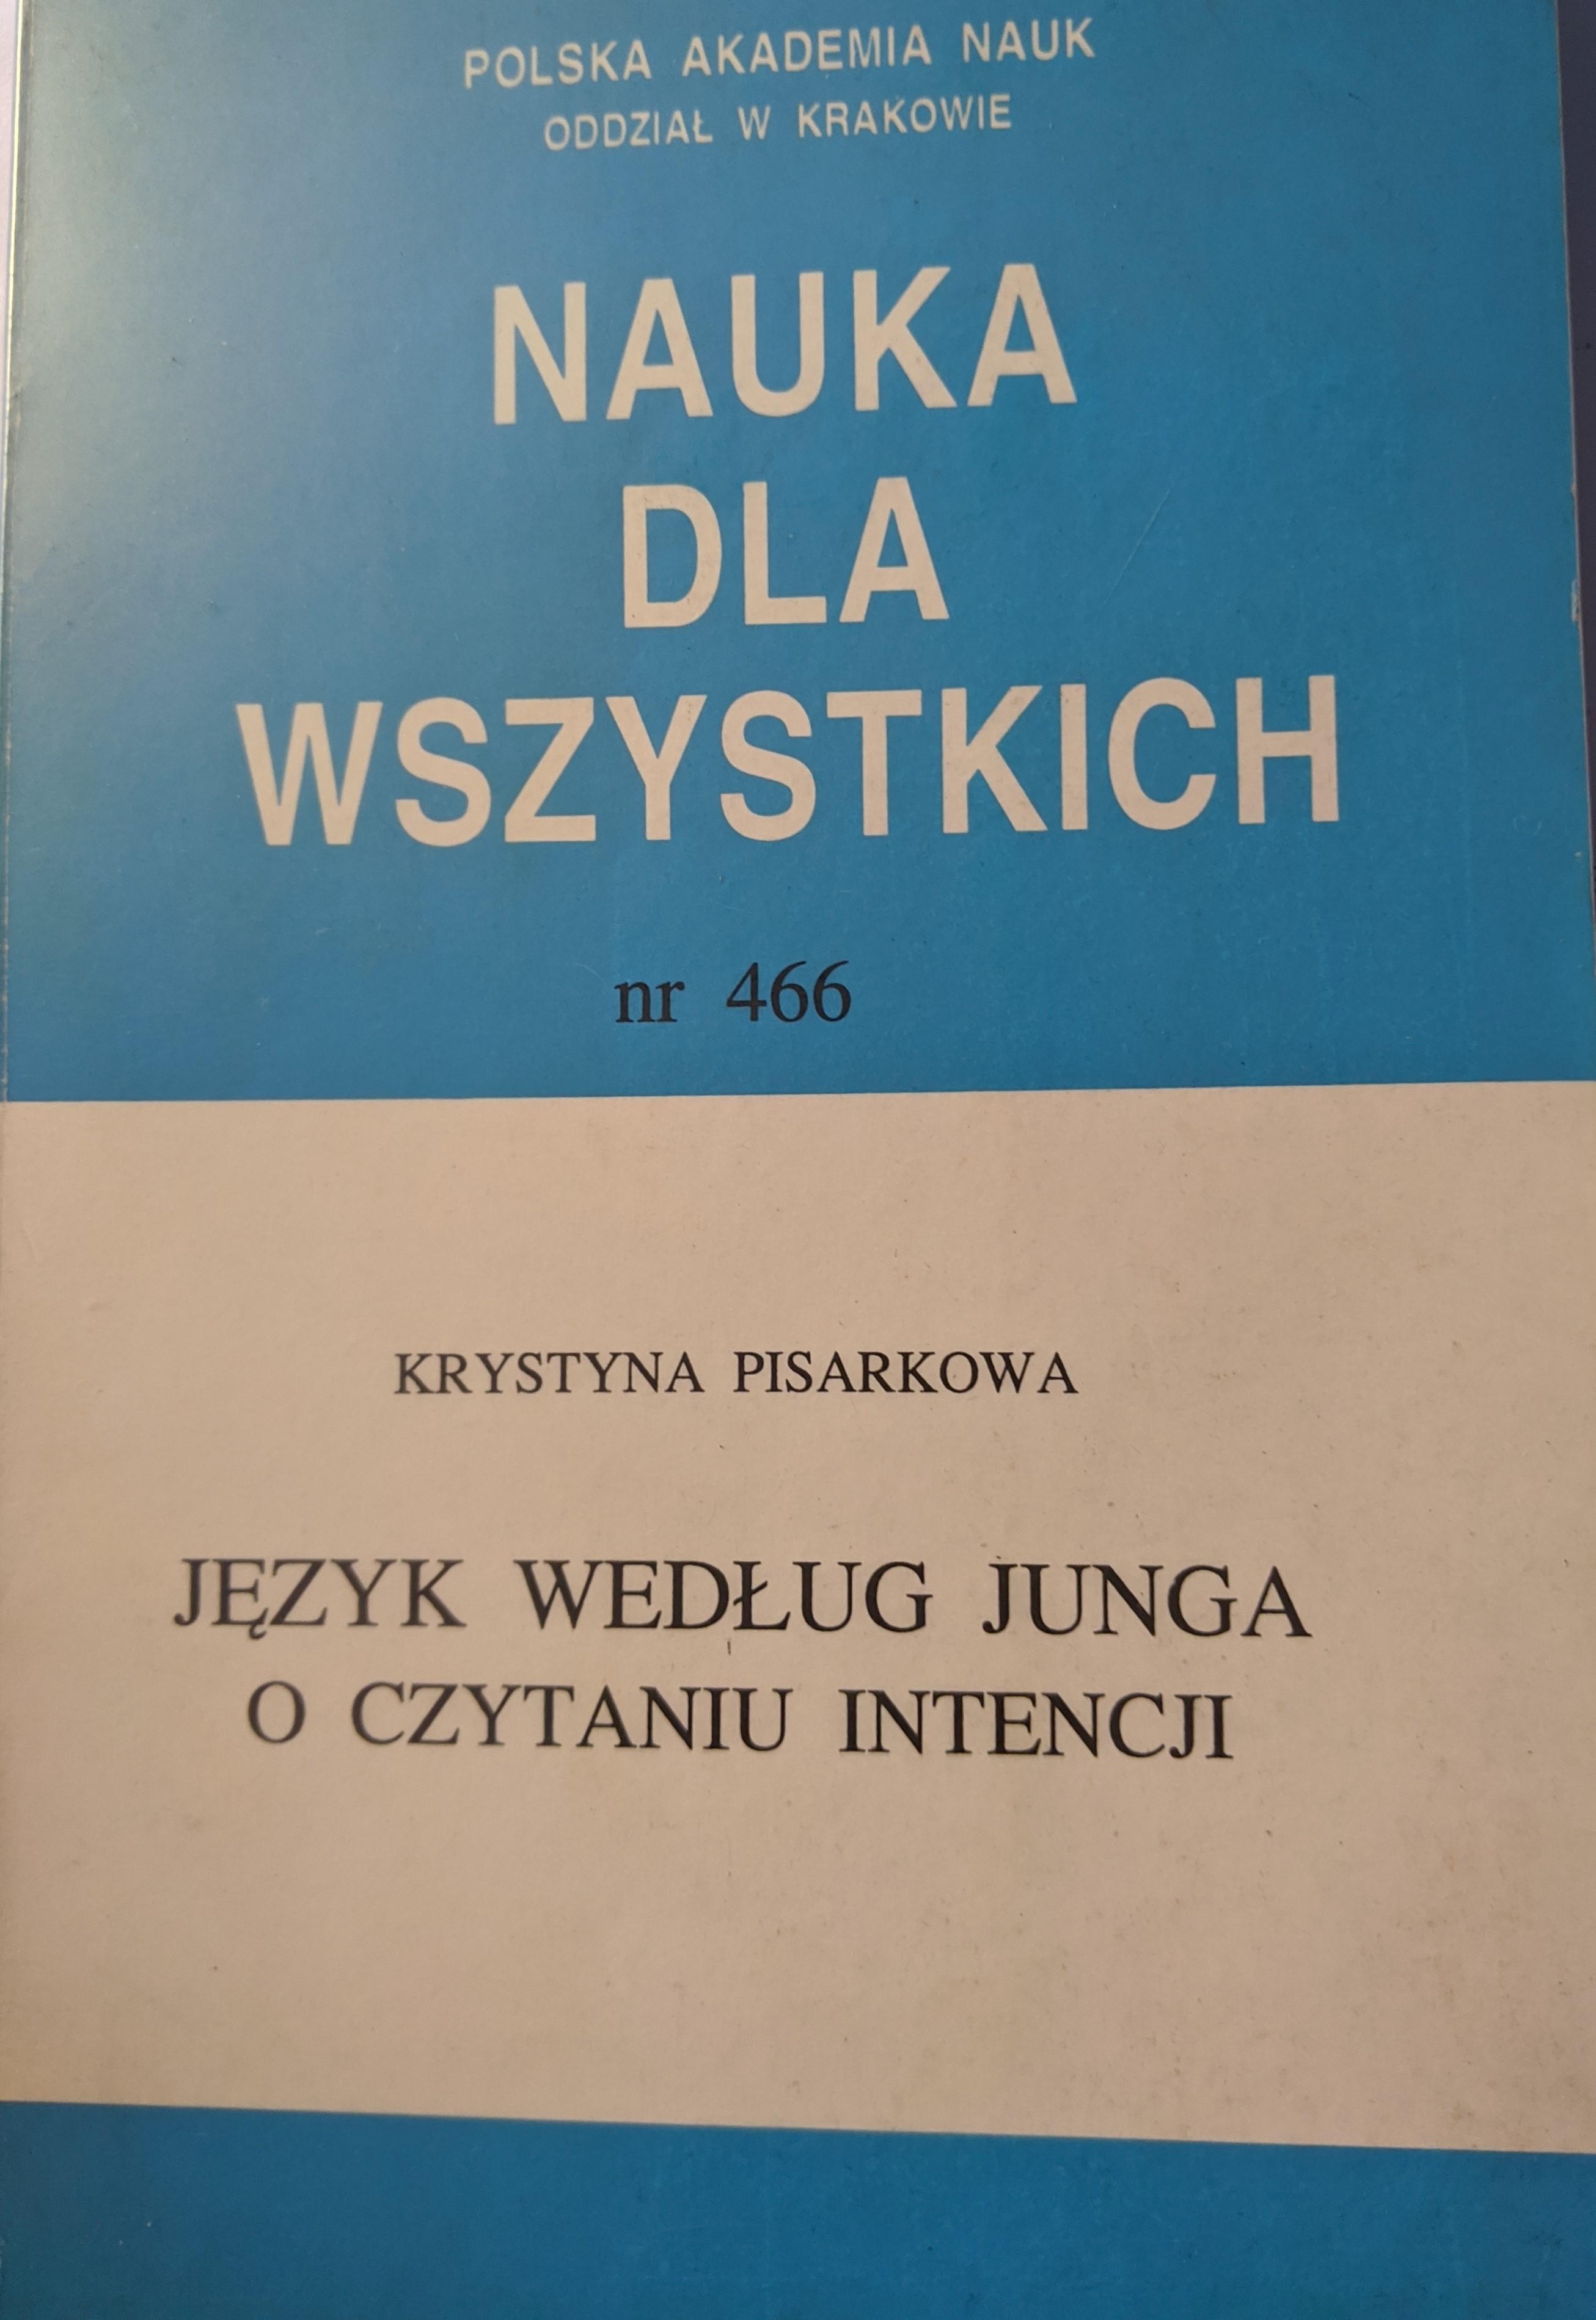 POLSKA AKADEMIA NAUK
ODDZIAŁ W KRAKOWIE
NAUKA
DLA
WSZYSTKICH
nr 466
KRYSTYNA PISARKOWA
JĘZYK WEDŁUG JUNGA
O CZYTANIU INTENCJI